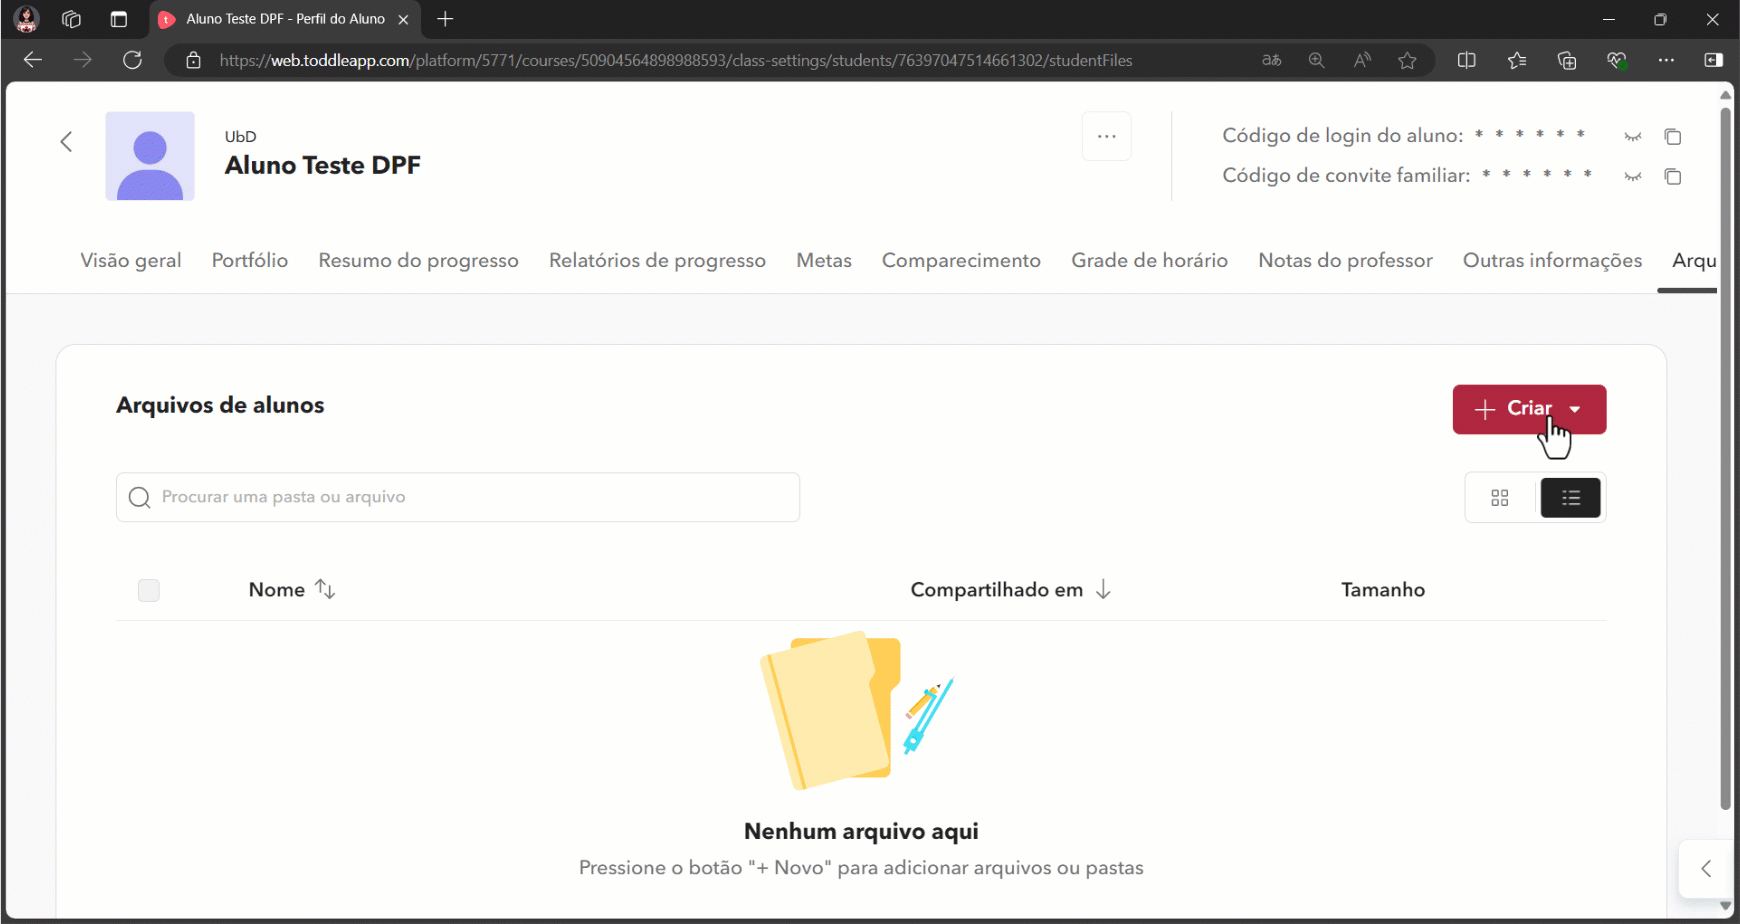 Aluno Teste DPF - Perfil do Aluno
https://web.toddleapp.com/platform/5771/courses/50904564898988593/class-settings/students/76397047514661302/studentFiles
UbD
Aluno Teste DPF
Código de login do aluno: * * * * * *
Código de convite familiar: * * * * * *
Visão geral Portfólio Resumo do progresso Relatórios de progresso Metas Comparecimento Grade de horário Notas do professor Outras informações Arqu
Arquivos de alunos
Criar
Procurar uma pasta ou arquivo
Nome Compartilhado em Tamanho
Nenhum arquivo aqui
Pressione o botão "+ Novo" para adicionar arquivos ou pastas